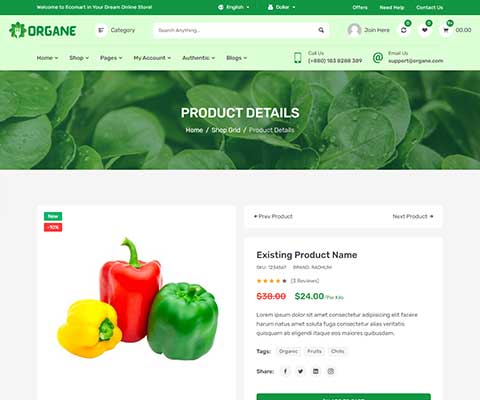 Welcome to Ecomart in Your Dream Online Store!
English
Dollar
Offers
Need Help
Contact Us
ORGANE
Category
Search Anything...
Join Here
0
0
9+
00.00
Home
Shop
Pages
My Account
Authentic
Blogs
Call Us
(+880) 183 8288 389
Email Us
support@organe.com
PRODUCT DETAILS
Home // Shop Grid // Product Details
New
-10%
Prev Product
Next Product
Existing Product Name
SKU: 1234567 BRAND: RADHUNI
(3 Reviews)
$38.00 $24.00/Per Kilo
Lorem ipsum dolor sit amet consectetur adipisicing elit facere
harum natus amet soluta fuga consectetur alias veritatis
quisquam ab eligendi itaque eos maiores quibusdam.
Tags: Organic Fruits Chilis
Share: